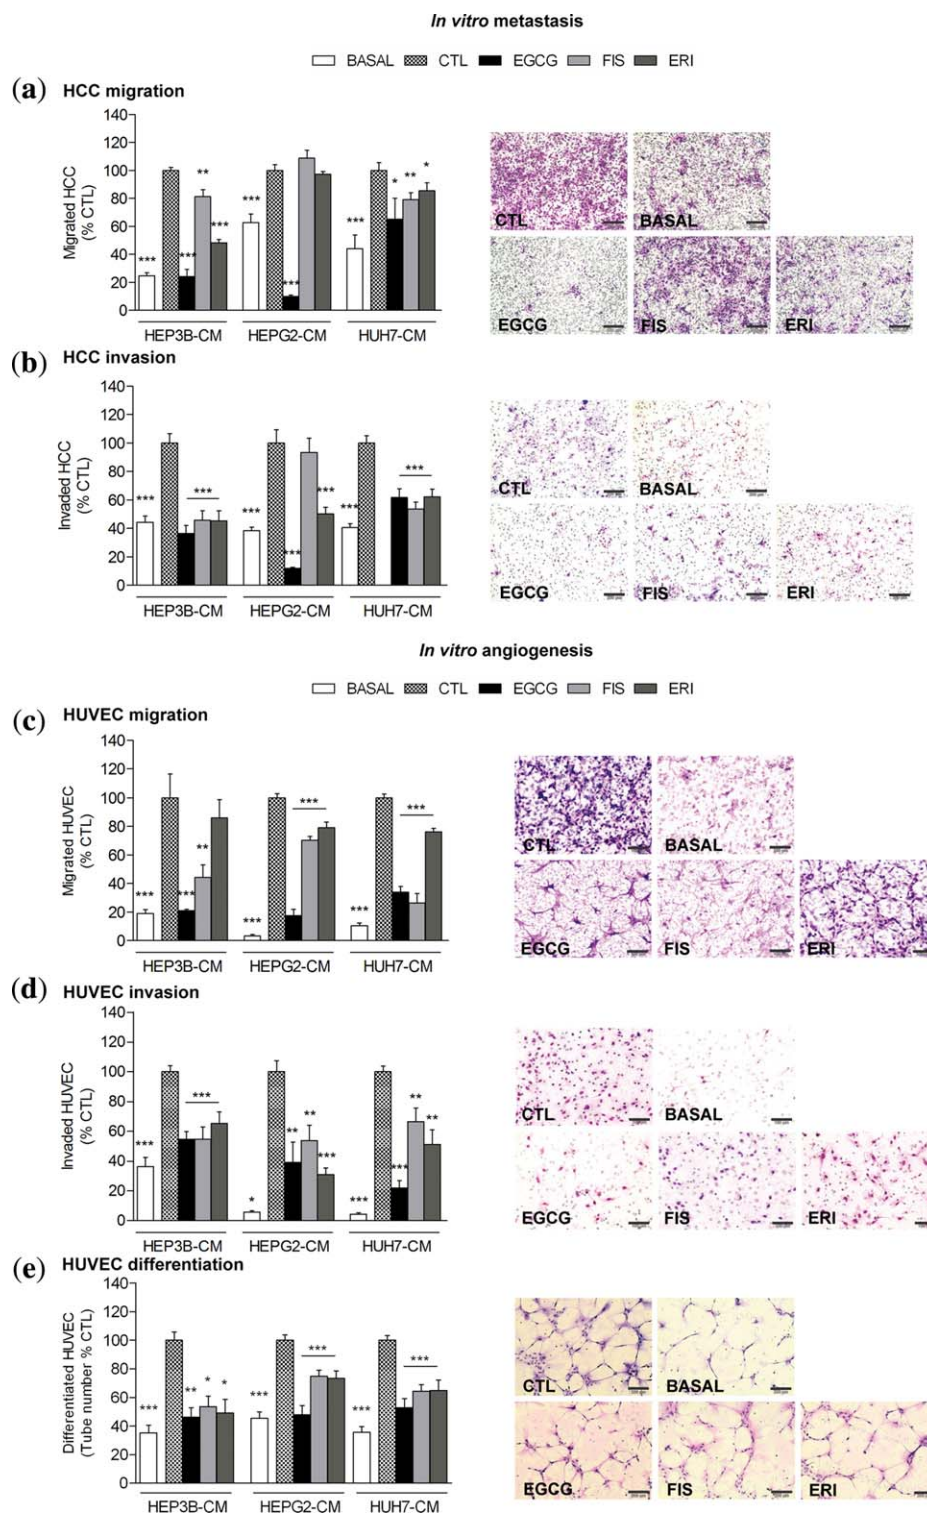 In vitro metastasis
BASAL CTL EGCG FIS ERI
(a) HCC migration
Migrated HCC
(% CTL)
140
120
100
80
60
40
20
0
*** *** ** *** *** *** * ** *
HEP3B-CM HEPG2-CM HUH7-CM
CTL BASAL
EGCG FIS ERI
(b) HCC invasion
Invaded HCC
(% CTL)
140
120
100
80
60
40
20
0
*** *** *** *** *** *** ***
HEP3B-CM HEPG2-CM HUH7-CM
CTL BASAL
EGCG FIS ERI
In vitro angiogenesis
BASAL CTL EGCG FIS ERI
(c) HUVEC migration
Migrated HUVEC
(% CTL)
140
120
100
80
60
40
20
0
*** *** ** *** *** *** ***
HEP3B-CM HEPG2-CM HUH7-CM
CTL BASAL
EGCG FIS ERI
(d) HUVEC invasion
Invaded HUVEC
(% CTL)
140
120
100
80
60
40
20
0
*** *** * ** ** *** *** *** ** **
HEP3B-CM HEPG2-CM HUH7-CM
CTL BASAL
EGCG FIS ERI
(e) HUVEC differentiation
Differentiated HUVEC
(Tube number % CTL)
140
120
100
80
60
40
20
0
*** ** * * *** *** *** ***
HEP3B-CM HEPG2-CM HUH7-CM
CTL BASAL
EGCG FIS ERI